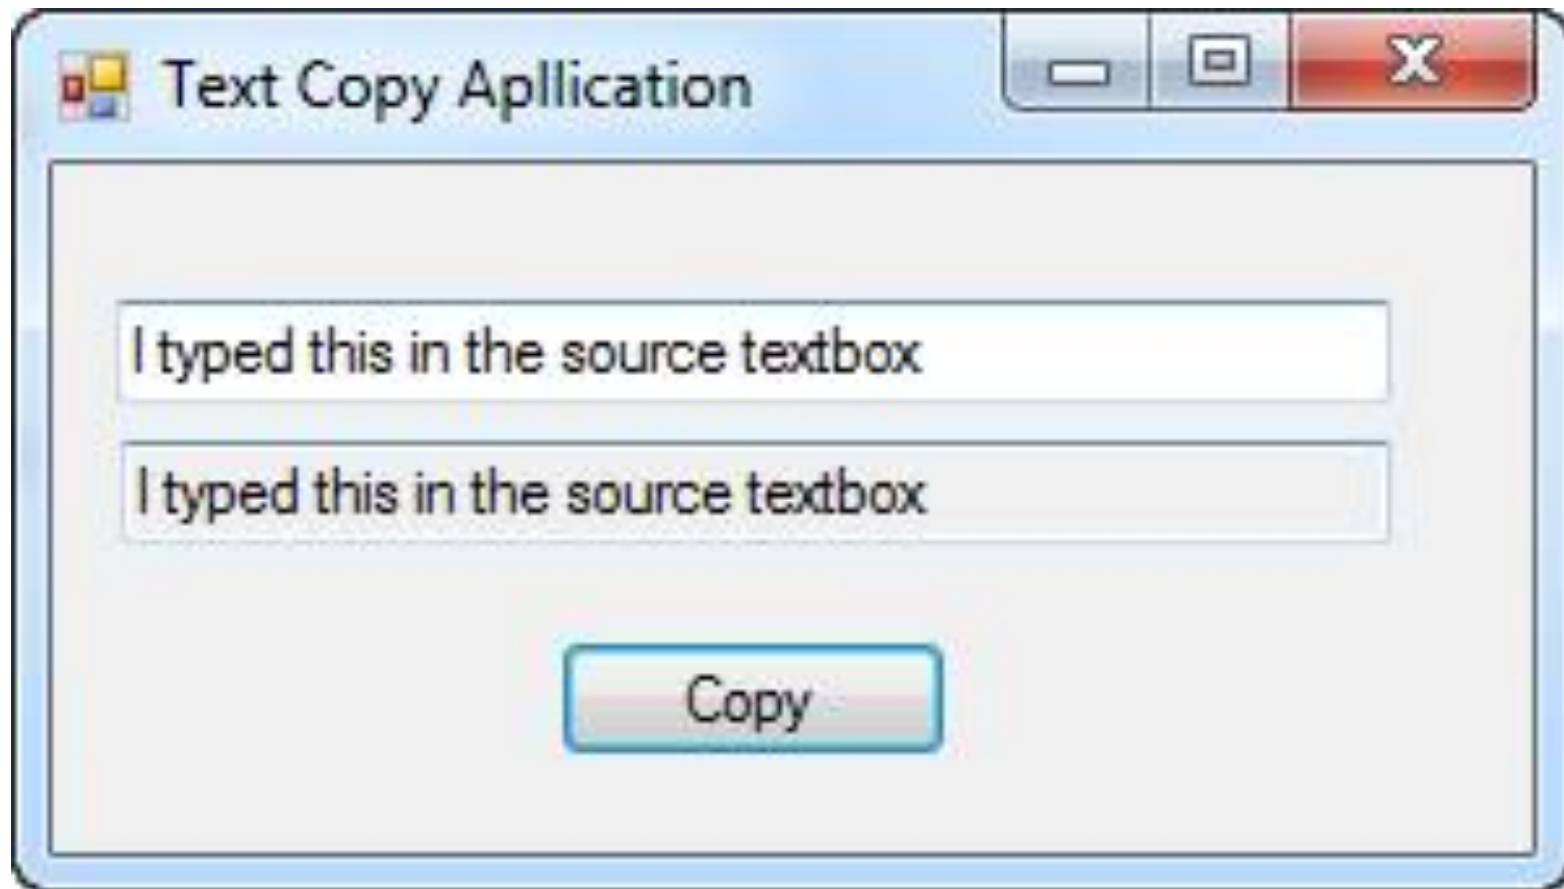 Text Copy Apllication
I typed this in the source textbox
I typed this in the source textbox
Copy